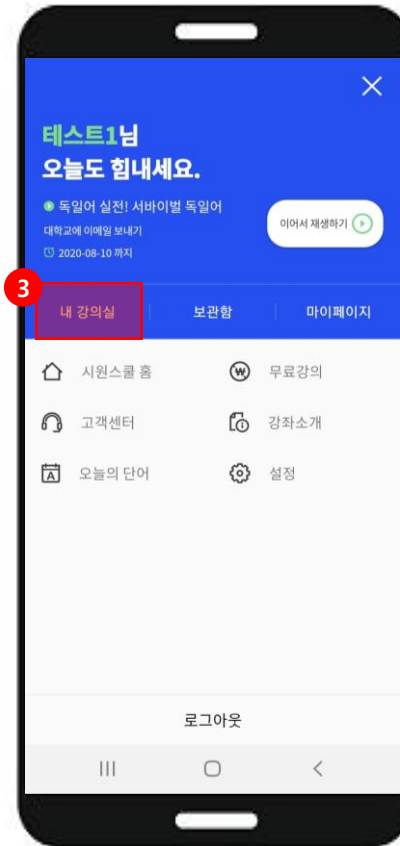 테스트1님
오늘도 힘내세요.
독일어 실전! 서바이벌 독일어
대학교에 이메일 보내기
2020-08-10 까지
이어서 재생하기
3
내 강의실
보관함
마이페이지
시원스쿨 홈
무료강의
고객센터
강좌소개
오늘의 단어
설정
로그아웃